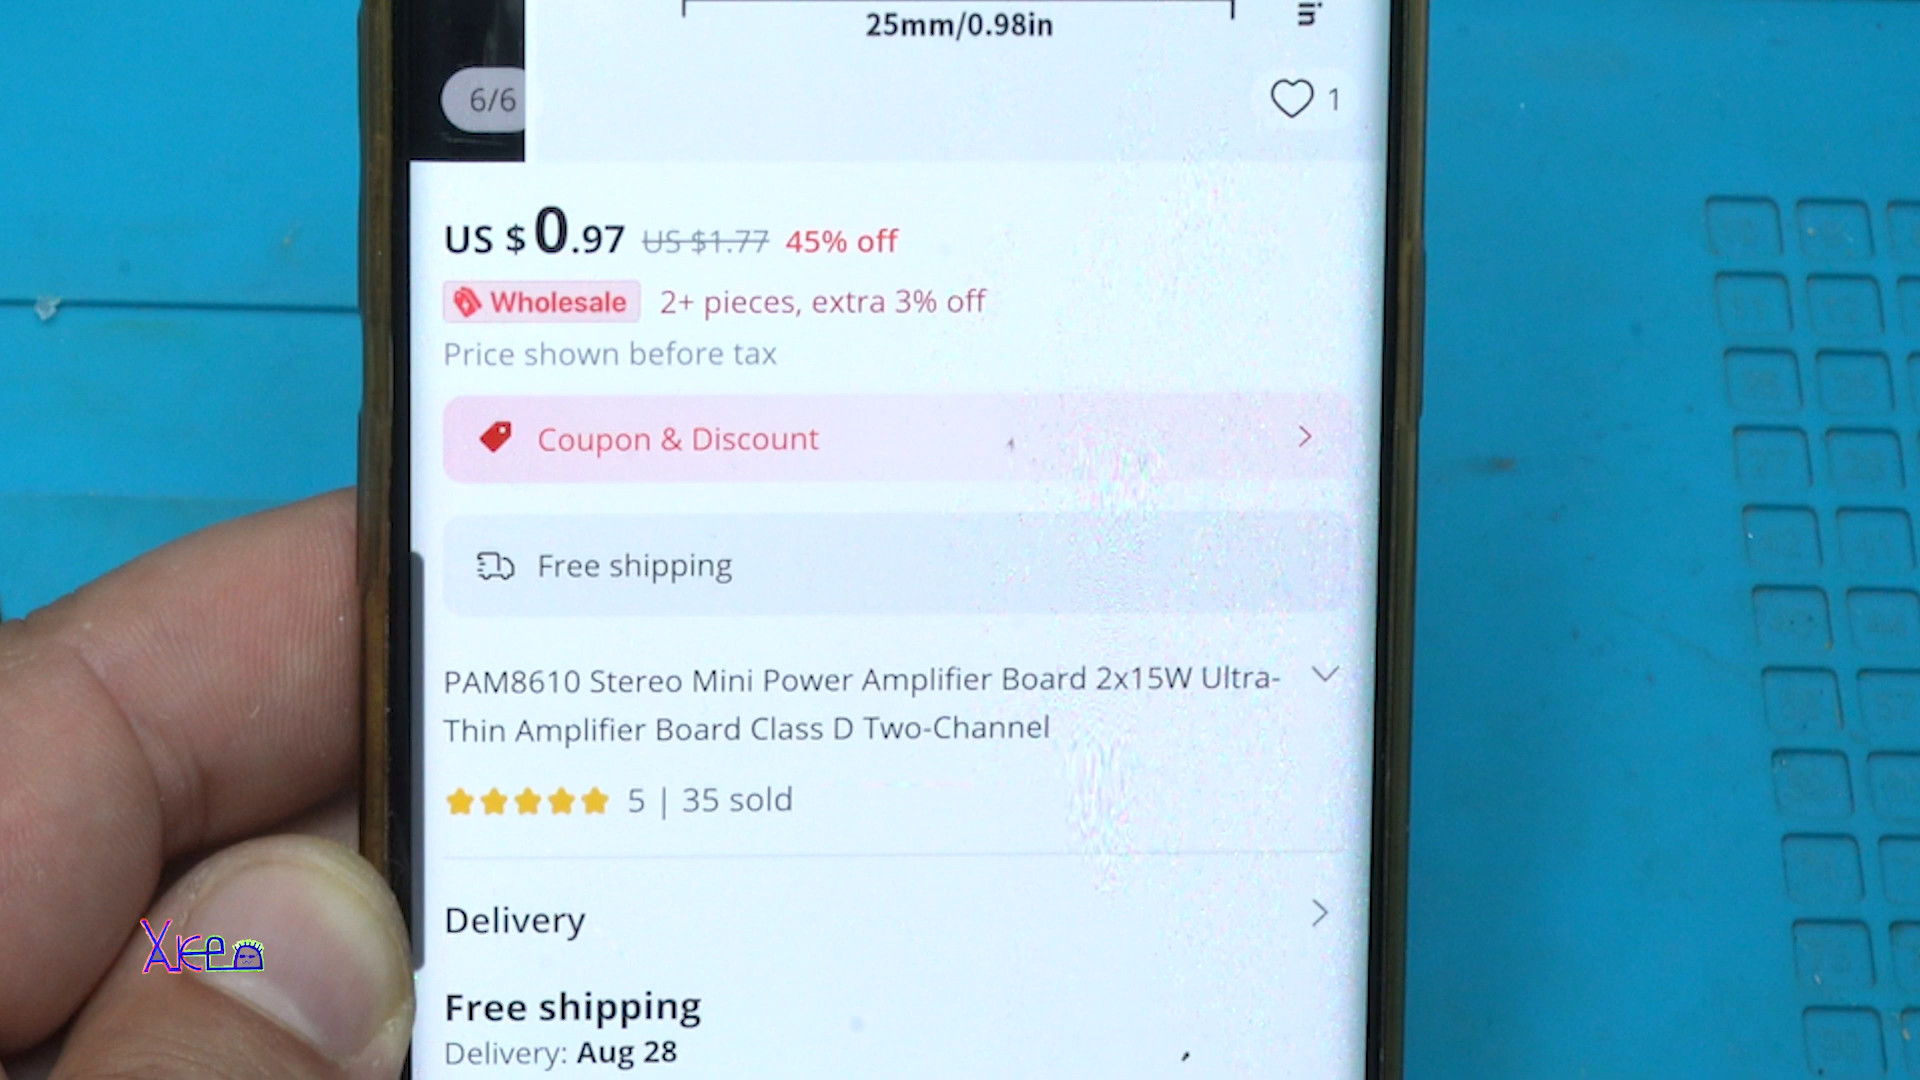 25mm/0.98in
in
6/6
1
US $0.97 US $1.77 45% off
Wholesale 2+ pieces, extra 3% off
Price shown before tax
Coupon & Discount
Free shipping
PAM8610 Stereo Mini Power Amplifier Board 2x15W Ultra-
Thin Amplifier Board Class D Two-Channel
5 | 35 sold
Delivery
Free shipping
Delivery: Aug 28